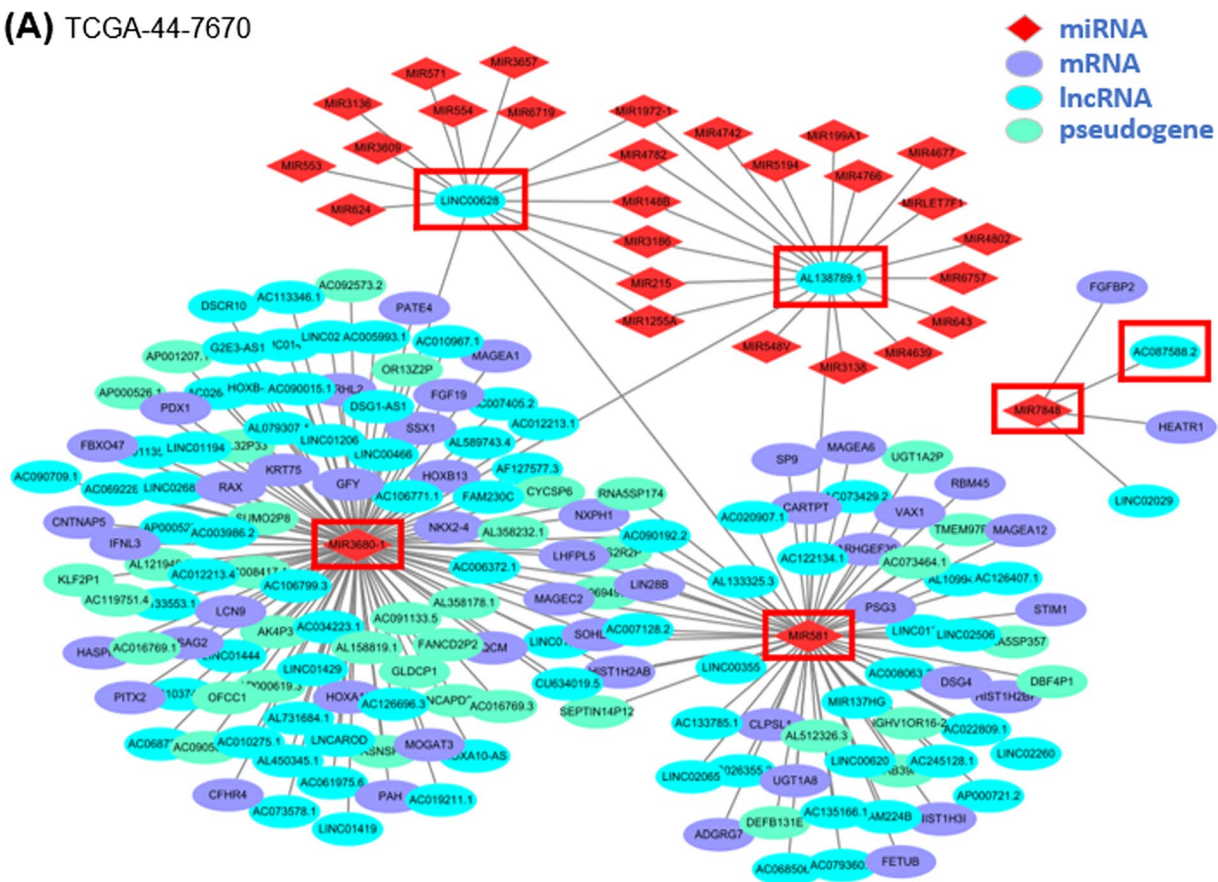 (A) TCGA-44-7670
miRNA
mRNA
lncRNA
pseudogene
MIR3657
MIR571
MIR3136
MIR554
MIR6719
MIR1972-1
MIR4742
MIR199A1
MIR3609
MIR4782
MIR5194
MIR4677
MIR553
MIR4766
MIR624
LINC00628
MIR148B
MIRLET7F1
MIR3186
MIR4802
AL138789.1
MIR6757
MIR215
MIR1255A
MIR643
MIR548V
MIR4639
MIR3138
FGFBP2
AC087588.2
MIR7848
HEATR1
LINC02029
AC092573.2
AC113346.1
DSCR10
PATE4
LINC02
AC005993.1
AC010967.1
G2E3-AS1
AP001207.
MAGEA1
OR13Z2P
AP000526.1
HOXB-
AC090015.1
RHL2
FGF19
PDX1
DSG1-AS1
AC012213.1
AL079307.
SSX1
AL589743.4
FBXO47
LINC01194
LINC01206
LINC00466
AC090709.1
KRT75
HOXB13
AF127577.3
AC069228
LINC0268
RAX
GFY
AC106771.1
FAM230C
CYCSP6
RNA5SP174
CNTNAP5
AC003986.2
SUMO2P8
NKX2-4
AL358232.1
NXPH1
IFNL3
MIR3680-1
AC090192.2
LHFPL5
KLF2P1
AC012213.4
AC006372.1
AC106799.3
LIN28B
AC119751.4
MAGEC2
LCN9
AC091133.5
AL358178.1
AC034223.1
AK4P3
SOHL
AC007128.2
AC016769.1
AL158819.1
FANCD2P2
LINC01444
LINC01429
GLDCP1
HIST1H2AB
CU634019.5
PITX2
OFCC1
AC126696.3
AC016769.3
SEPTIN14P12
AL731684.1
AC010275.1
LNCAROD
MOGAT3
AL450345.1
AC061975.6
CFHR4
PAH
AC019211.1
AC073578.1
LINC01419
SP9
MAGEA6
UGT1A2P
RBM45
AC073429.2
CARTPT
VAX1
AC020907.1
MAGEA12
AC122134.1
AC073464.1
AL133325.3
AC126407.1
PSG3
STIM1
MIR581
LINC02506
LINC00355
AC008063.
DSG4
DBF4P1
MIR137HG
AC133785.1
CLPSL1
IGHV1OR16-2
AC022809.1
AL512326.3
LINC02260
LINC00620
AC245128.1
LINC02065
UGT1A8
AP000721.2
AC135166.1
DEFB131E
ADGRG7
HIST1H3I
AC079360.
FETUB